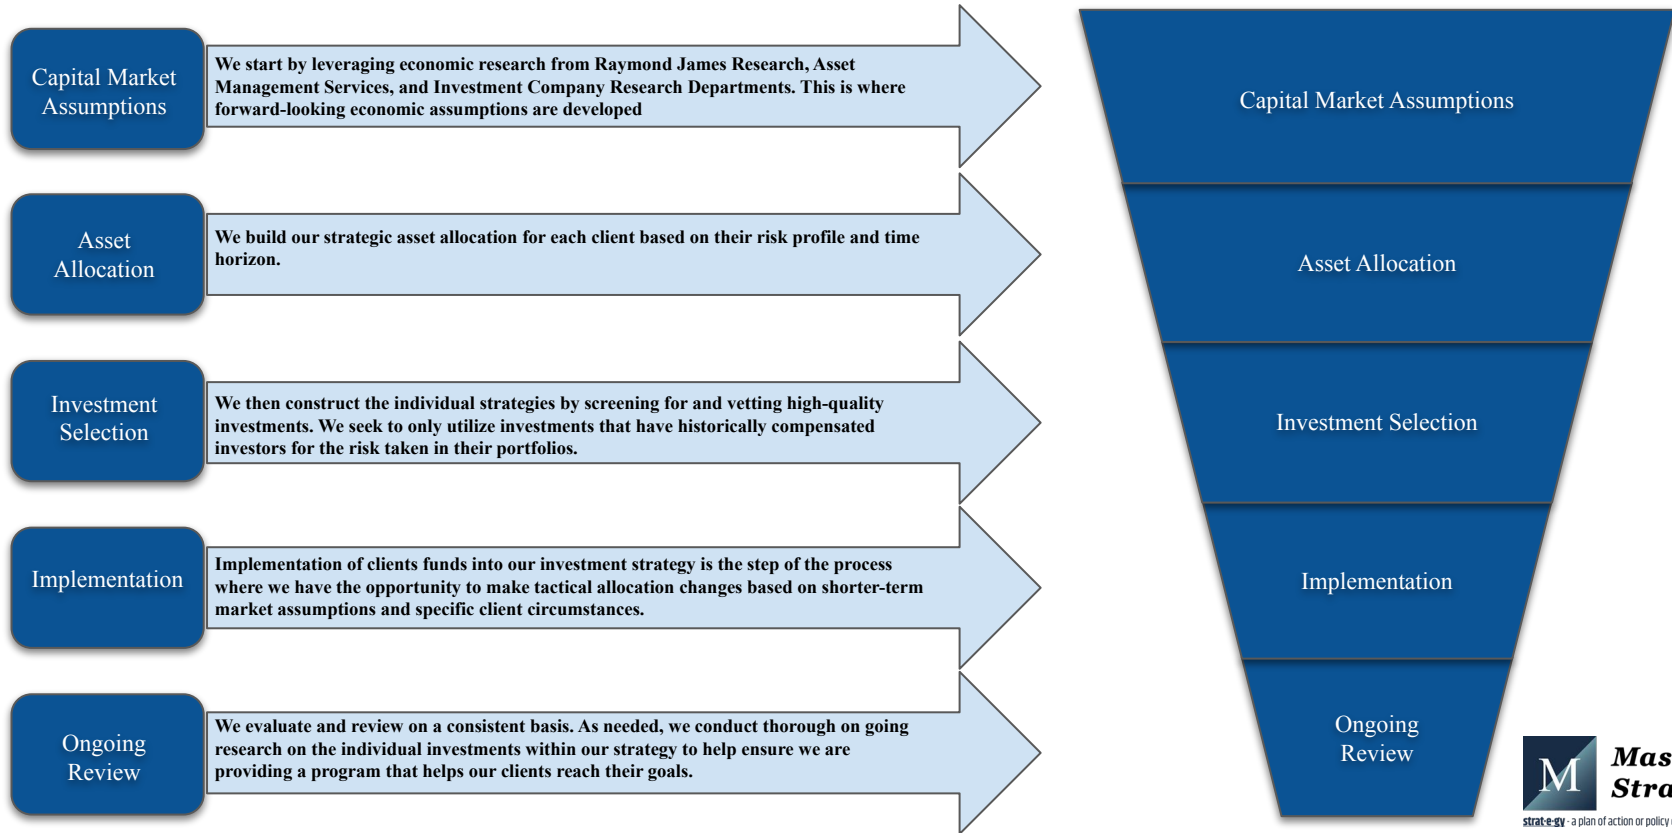 Capital Market
Assumptions
We start by leveraging economic research from Raymond James Research, Asset
Management Services, and Investment Company Research Departments. This is where
forward-looking economic assumptions are developed
Asset
Allocation
We build our strategic asset allocation for each client based on their risk profile and time
horizon.
Investment
Selection
We then construct the individual strategies by screening for and vetting high-quality
investments. We seek to only utilize investments that have historically compensated
investors for the risk taken in their portfolios.
Implementation
Implementation of clients funds into our investment strategy is the step of the process
where we have the opportunity to make tactical allocation changes based on shorter-term
market assumptions and specific client circumstances.
Ongoing
Review
We evaluate and review on a consistent basis. As needed, we conduct thorough on going
research on the individual investments within our strategy to help ensure we are
providing a program that helps our clients reach their goals.
Capital Market Assumptions
Asset Allocation
Investment Selection
Implementation
Ongoing
Review
M
Mas
Stra
strat·e·gy - a plan of action or policy